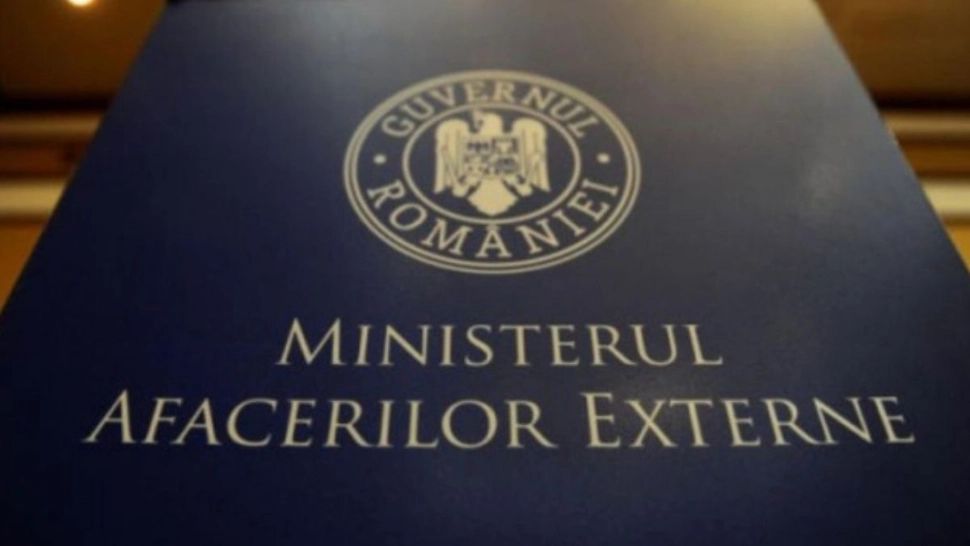 GUVERNUL
ROMÂNIEI
MINISTERUL
AFACERILOR EXTERNE